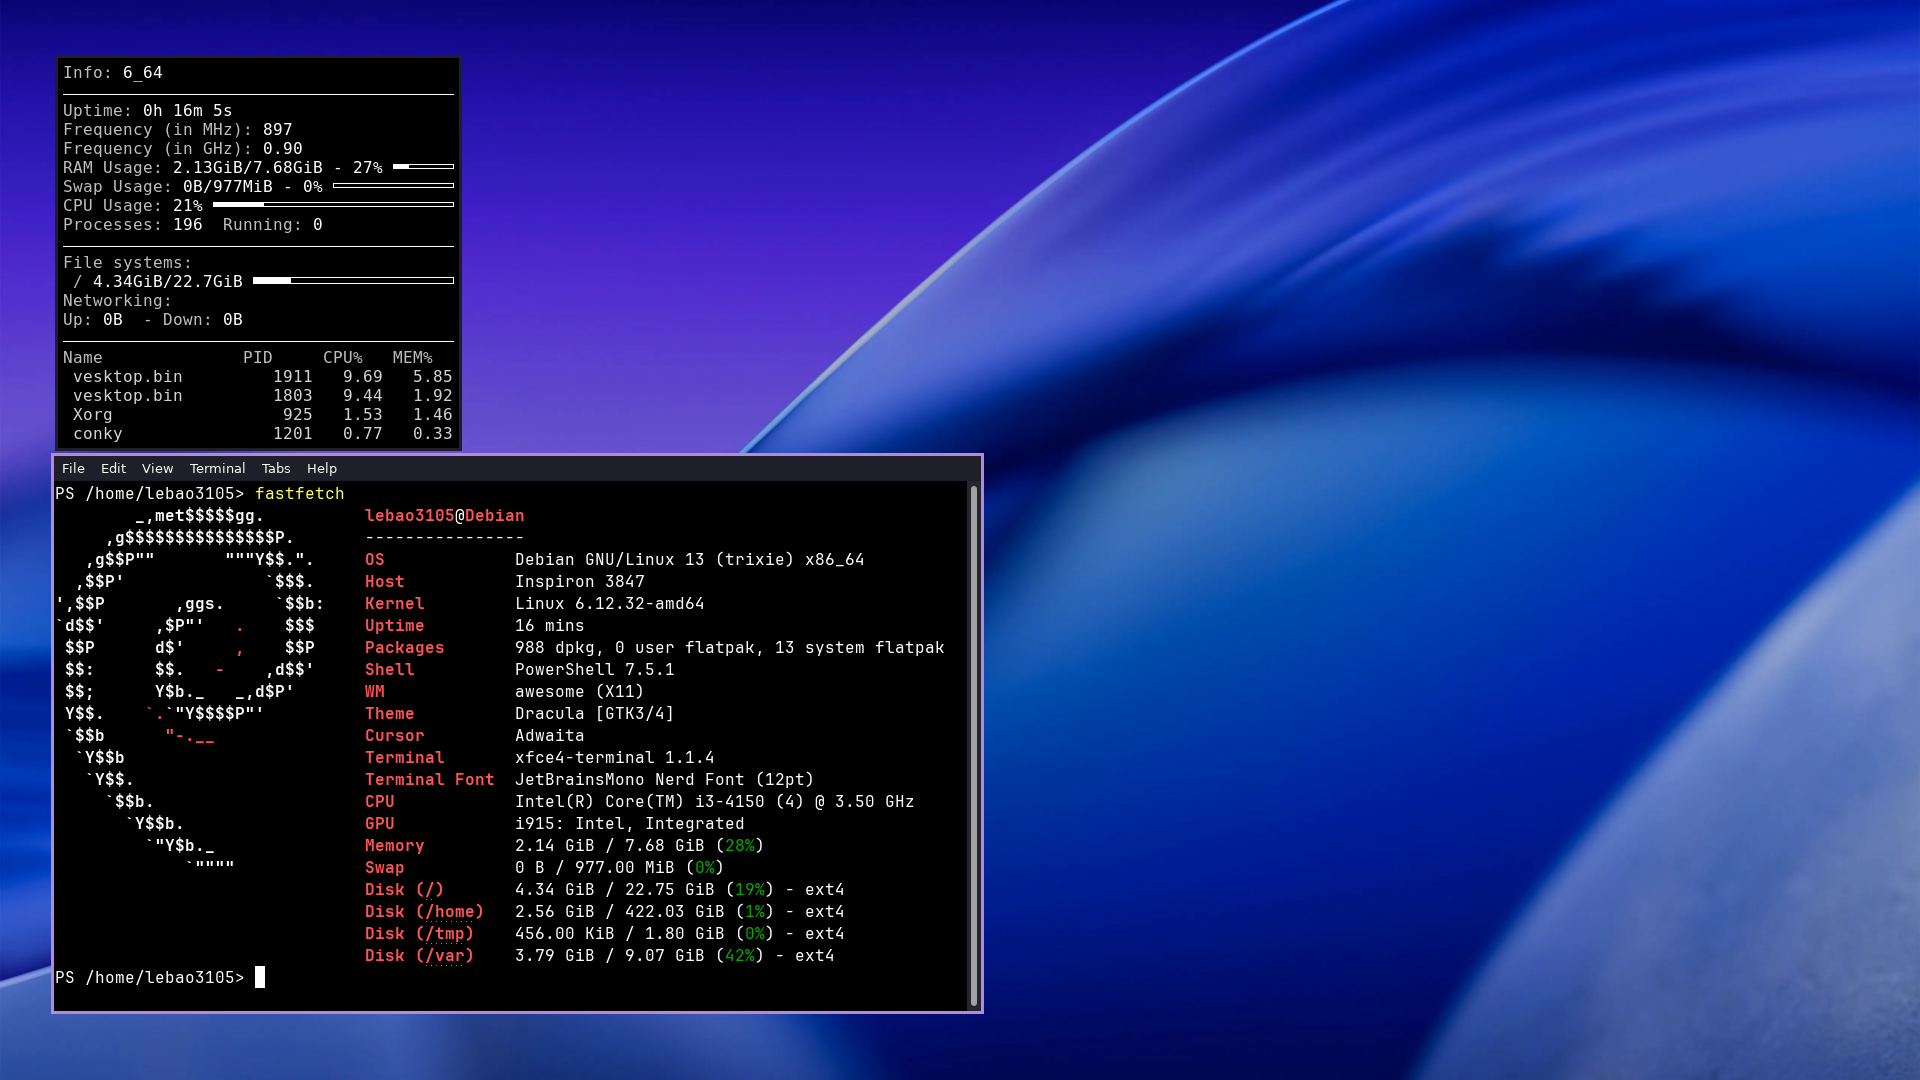 Info: 6_64
Uptime: 0h 16m 5s
Frequency (in MHz): 897
Frequency (in GHz): 0.90
RAM Usage: 2.13GiB/7.68GiB - 27%
Swap Usage: 0B/977MiB - 0%
CPU Usage: 21%
Processes: 196  Running: 0
File systems:
 / 4.34GiB/22.7GiB
Networking:
Up: 0B  - Down: 0B
Name              PID     CPU%   MEM%
 vesktop.bin         1911   9.69   5.85
 vesktop.bin         1803   9.44   1.92
 Xorg                 925   1.53   1.46
 conky               1201   0.77   0.33
File  Edit  View  Terminal  Tabs  Help
PS /home/lebao3105> fastfetch
        _,met$$$$$gg.          lebao3105@Debian
     ,g$$$$$$$$$$$$$$$P.       ----------------
   ,g$$P""       """Y$$.".     OS             Debian GNU/Linux 13 (trixie) x86_64
  ,$$P'              `$$$.     Host           Inspiron 3847
',$$P       ,ggs.     `$$b:    Kernel         Linux 6.12.32-amd64
`d$$'     ,$P"'   .    $$$     Uptime         16 mins
 $$P      d$'     ,    $$P     Packages       988 dpkg, 0 user flatpak, 13 system flatpak
 $$:      $$.   -    ,d$$'     Shell          PowerShell 7.5.1
 $$;      Y$b._   _,d$P'       WM             awesome (X11)
 Y$$.    `.`"Y$$$$P"'          Theme          Dracula [GTK3/4]
 `$$b      "-.__               Cursor         Adwaita
  `Y$$b                        Terminal       xfce4-terminal 1.1.4
   `Y$$.                       Terminal Font  JetBrainsMono Nerd Font (12pt)
     `$$b.                     CPU            Intel(R) Core(TM) i3-4150 (4) @ 3.50 GHz
       `Y$$b.                  GPU            i915: Intel, Integrated
         `"Y$b._               Memory         2.14 GiB / 7.68 GiB (28%)
             `""""             Swap           0 B / 977.00 MiB (0%)
                               Disk (/)       4.34 GiB / 22.75 GiB (19%) - ext4
                               Disk (/home)   2.56 GiB / 422.03 GiB (1%) - ext4
                               Disk (/tmp)    456.00 KiB / 1.80 GiB (0%) - ext4
                               Disk (/var)    3.79 GiB / 9.07 GiB (42%) - ext4
PS /home/lebao3105>